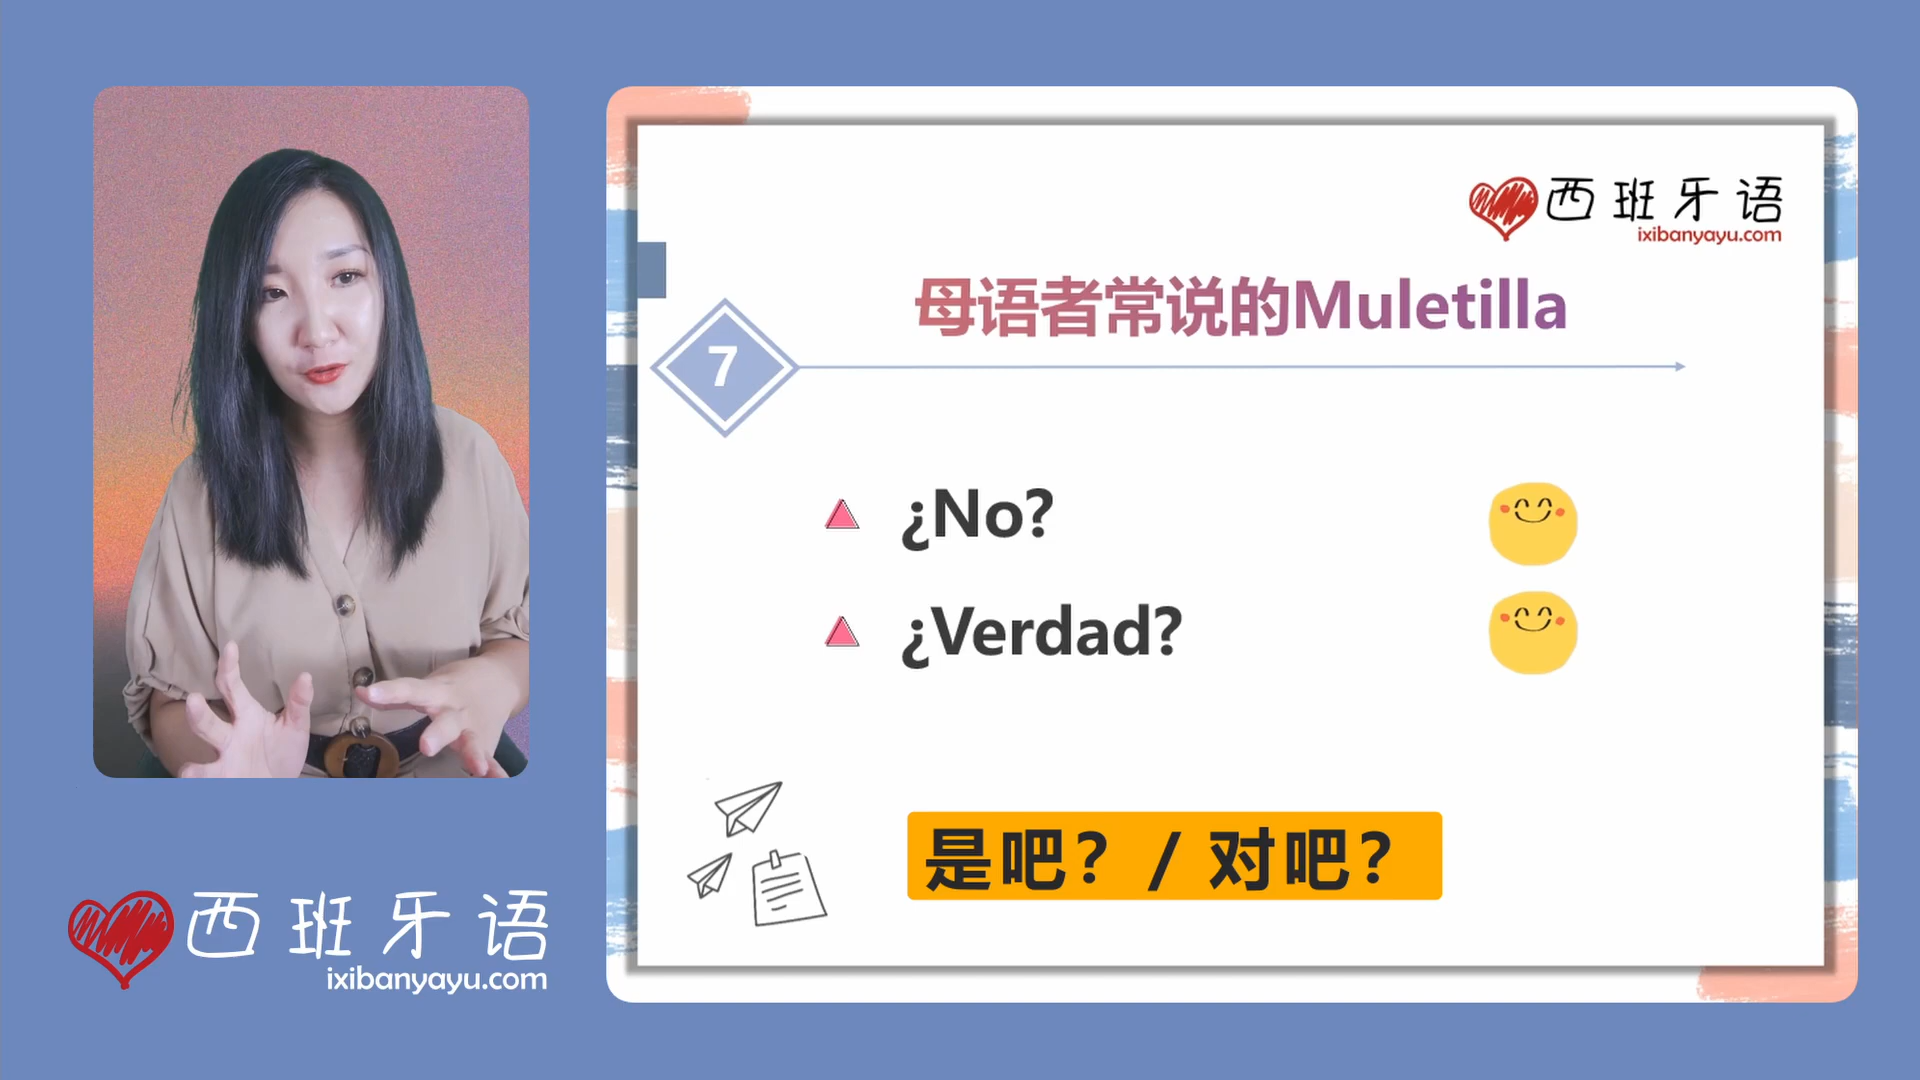 西班牙语
ixibanyayu.com
母语者常说的Muletilla
7
¿No?
¿Verdad?
是吧？/ 对吧？
西班牙语
ixibanyayu.com